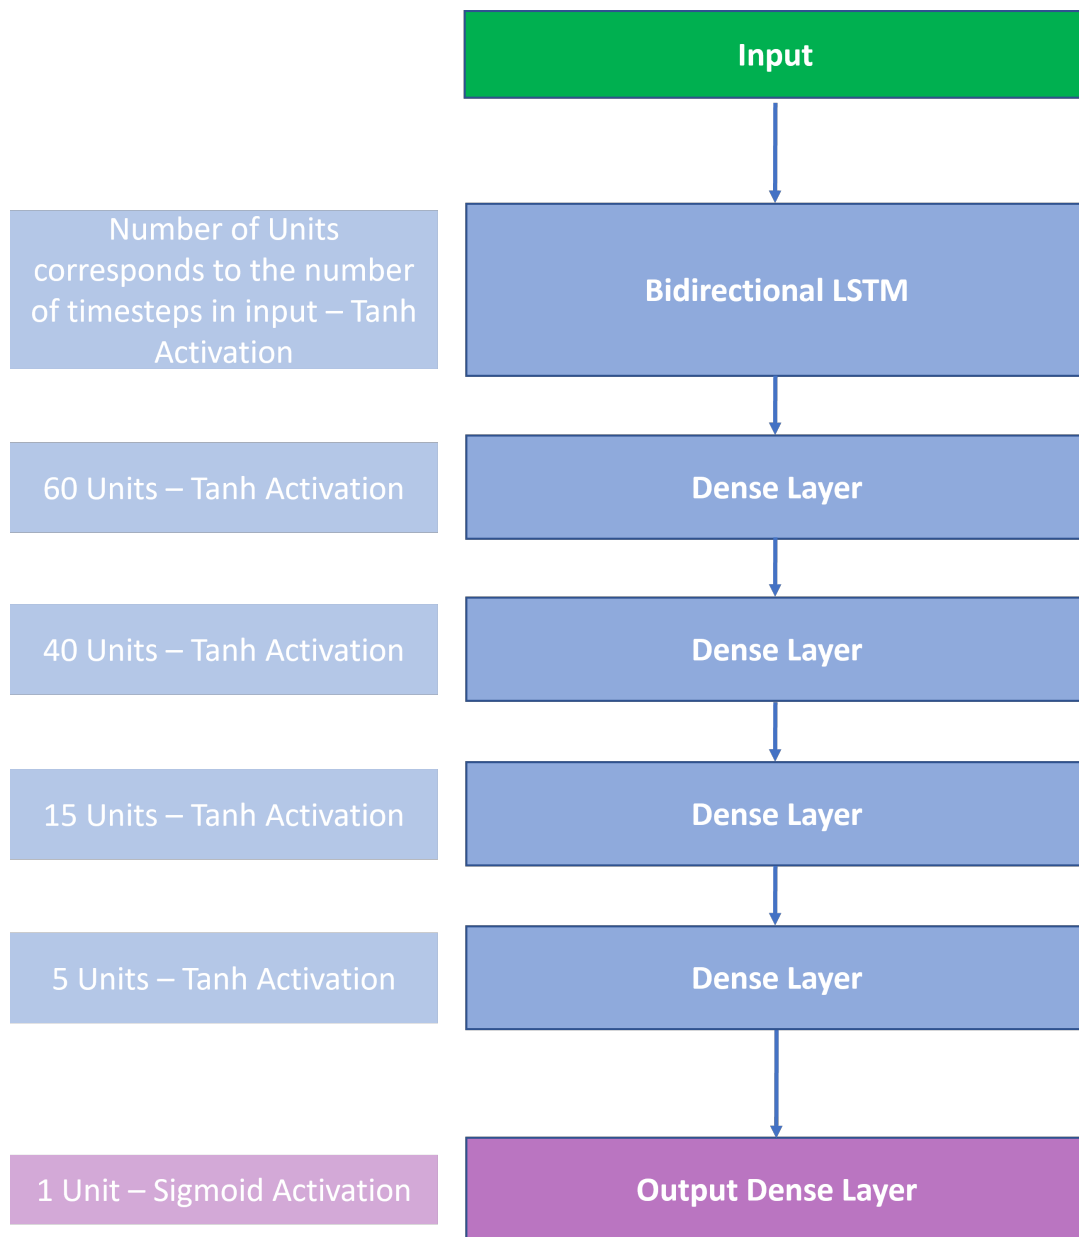 Input
Number of Units
corresponds to the number
of timesteps in input – Tanh
Activation
Bidirectional LSTM
60 Units – Tanh Activation
Dense Layer
40 Units – Tanh Activation
Dense Layer
15 Units – Tanh Activation
Dense Layer
5 Units – Tanh Activation
Dense Layer
1 Unit – Sigmoid Activation
Output Dense Layer